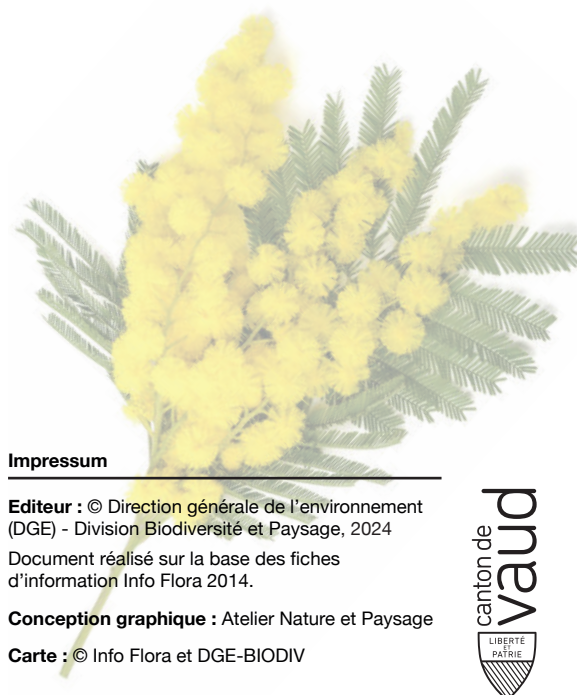 Impressum
Editeur : © Direction générale de l'environnement
(DGE) - Division Biodiversité et Paysage, 2024
Document réalisé sur la base des fiches
d'information Info Flora 2014.
Conception graphique : Atelier Nature et Paysage
Carte : © Info Flora et DGE-BIODIV
canton de
vaud
LIBERTÉ
ET
PATRIE